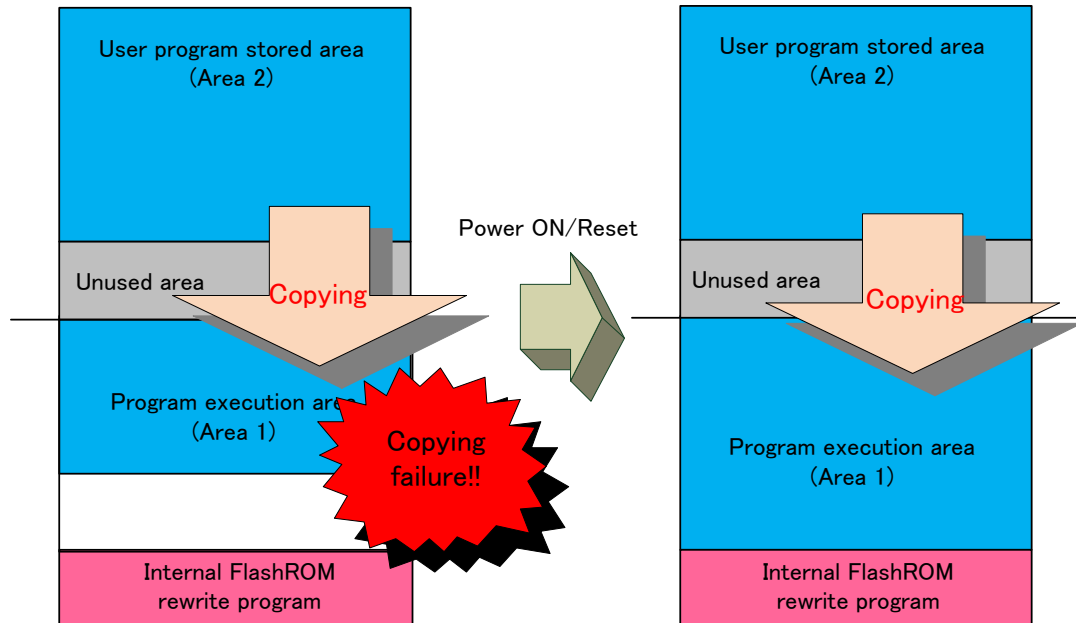 User program stored area
(Area 2)
Unused area
Copying
Program execution area
(Area 1)
Copying
failure!!
Internal FlashROM
rewrite program
Power ON/Reset
User program stored area
(Area 2)
Unused area
Copying
Program execution area
(Area 1)
Internal FlashROM
rewrite program